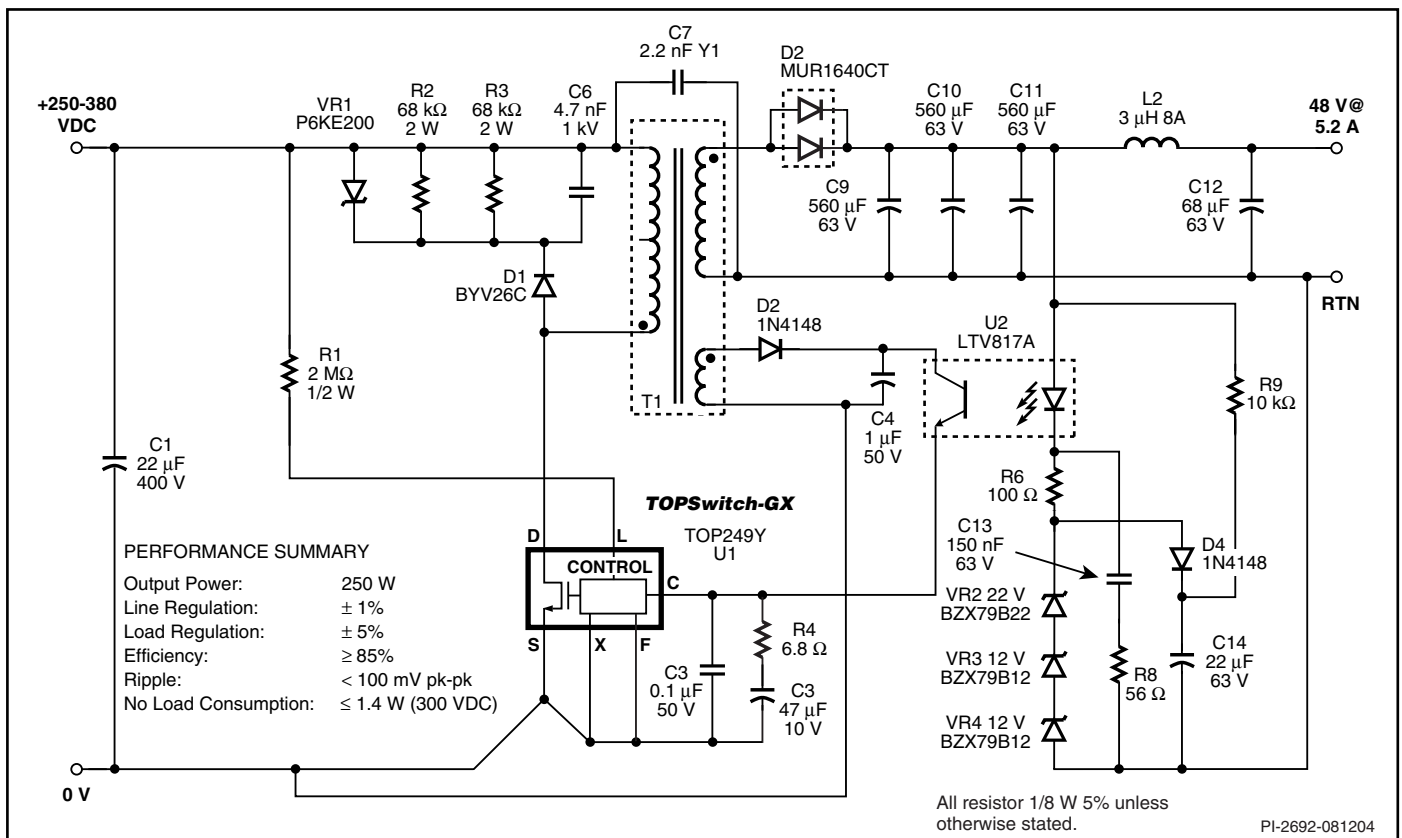 C7
2.2 nF Y1
D2
MUR1640CT
+250-380
VDC
VR1
P6KE200
R2
68 kΩ
2 W
R3
68 kΩ
2 W
C6
4.7 nF
1 kV
C10
560 µF
63 V
C11
560 µF
63 V
L2
3 µH 8A
48 V@
5.2 A
C9
560 µF
63 V
C12
68 µF
63 V
D1
BYV26C
RTN
D2
1N4148
U2
LTV817A
R1
2 MΩ
1/2 W
T1
C4
1 µF
50 V
R9
10 kΩ
C1
22 µF
400 V
R6
100 Ω
TOPSwitch-GX
TOP249Y
U1
D
L
CONTROL
C
S
X
F
C13
150 nF
63 V
D4
1N4148
VR2 22 V
BZX79B22
R4
6.8 Ω
C3
0.1 µF
50 V
C3
47 µF
10 V
VR3 12 V
BZX79B12
R8
56 Ω
C14
22 µF
63 V
VR4 12 V
BZX79B12
PERFORMANCE SUMMARY
Output Power: 250 W
Line Regulation: ± 1%
Load Regulation: ± 5%
Efficiency: ≥ 85%
Ripple: < 100 mV pk-pk
No Load Consumption: ≤ 1.4 W (300 VDC)
0 V
All resistor 1/8 W 5% unless
otherwise stated.
PI-2692-081204